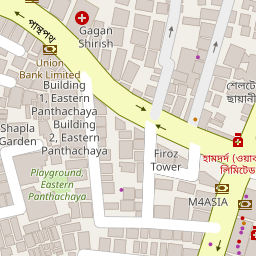 পান্থপথ
Gagan
Shirish
Union
Bank Limited
Building
1, Eastern
Panthachaya
Building
2, Eastern
Panthachaya
শেলটে
ছায়ানী
Shapla
Garden
Firoz
Tower
হামদর্দ (ওয়াক
লিমিটেড
Playground,
Eastern
Panthachaya
M4ASIA